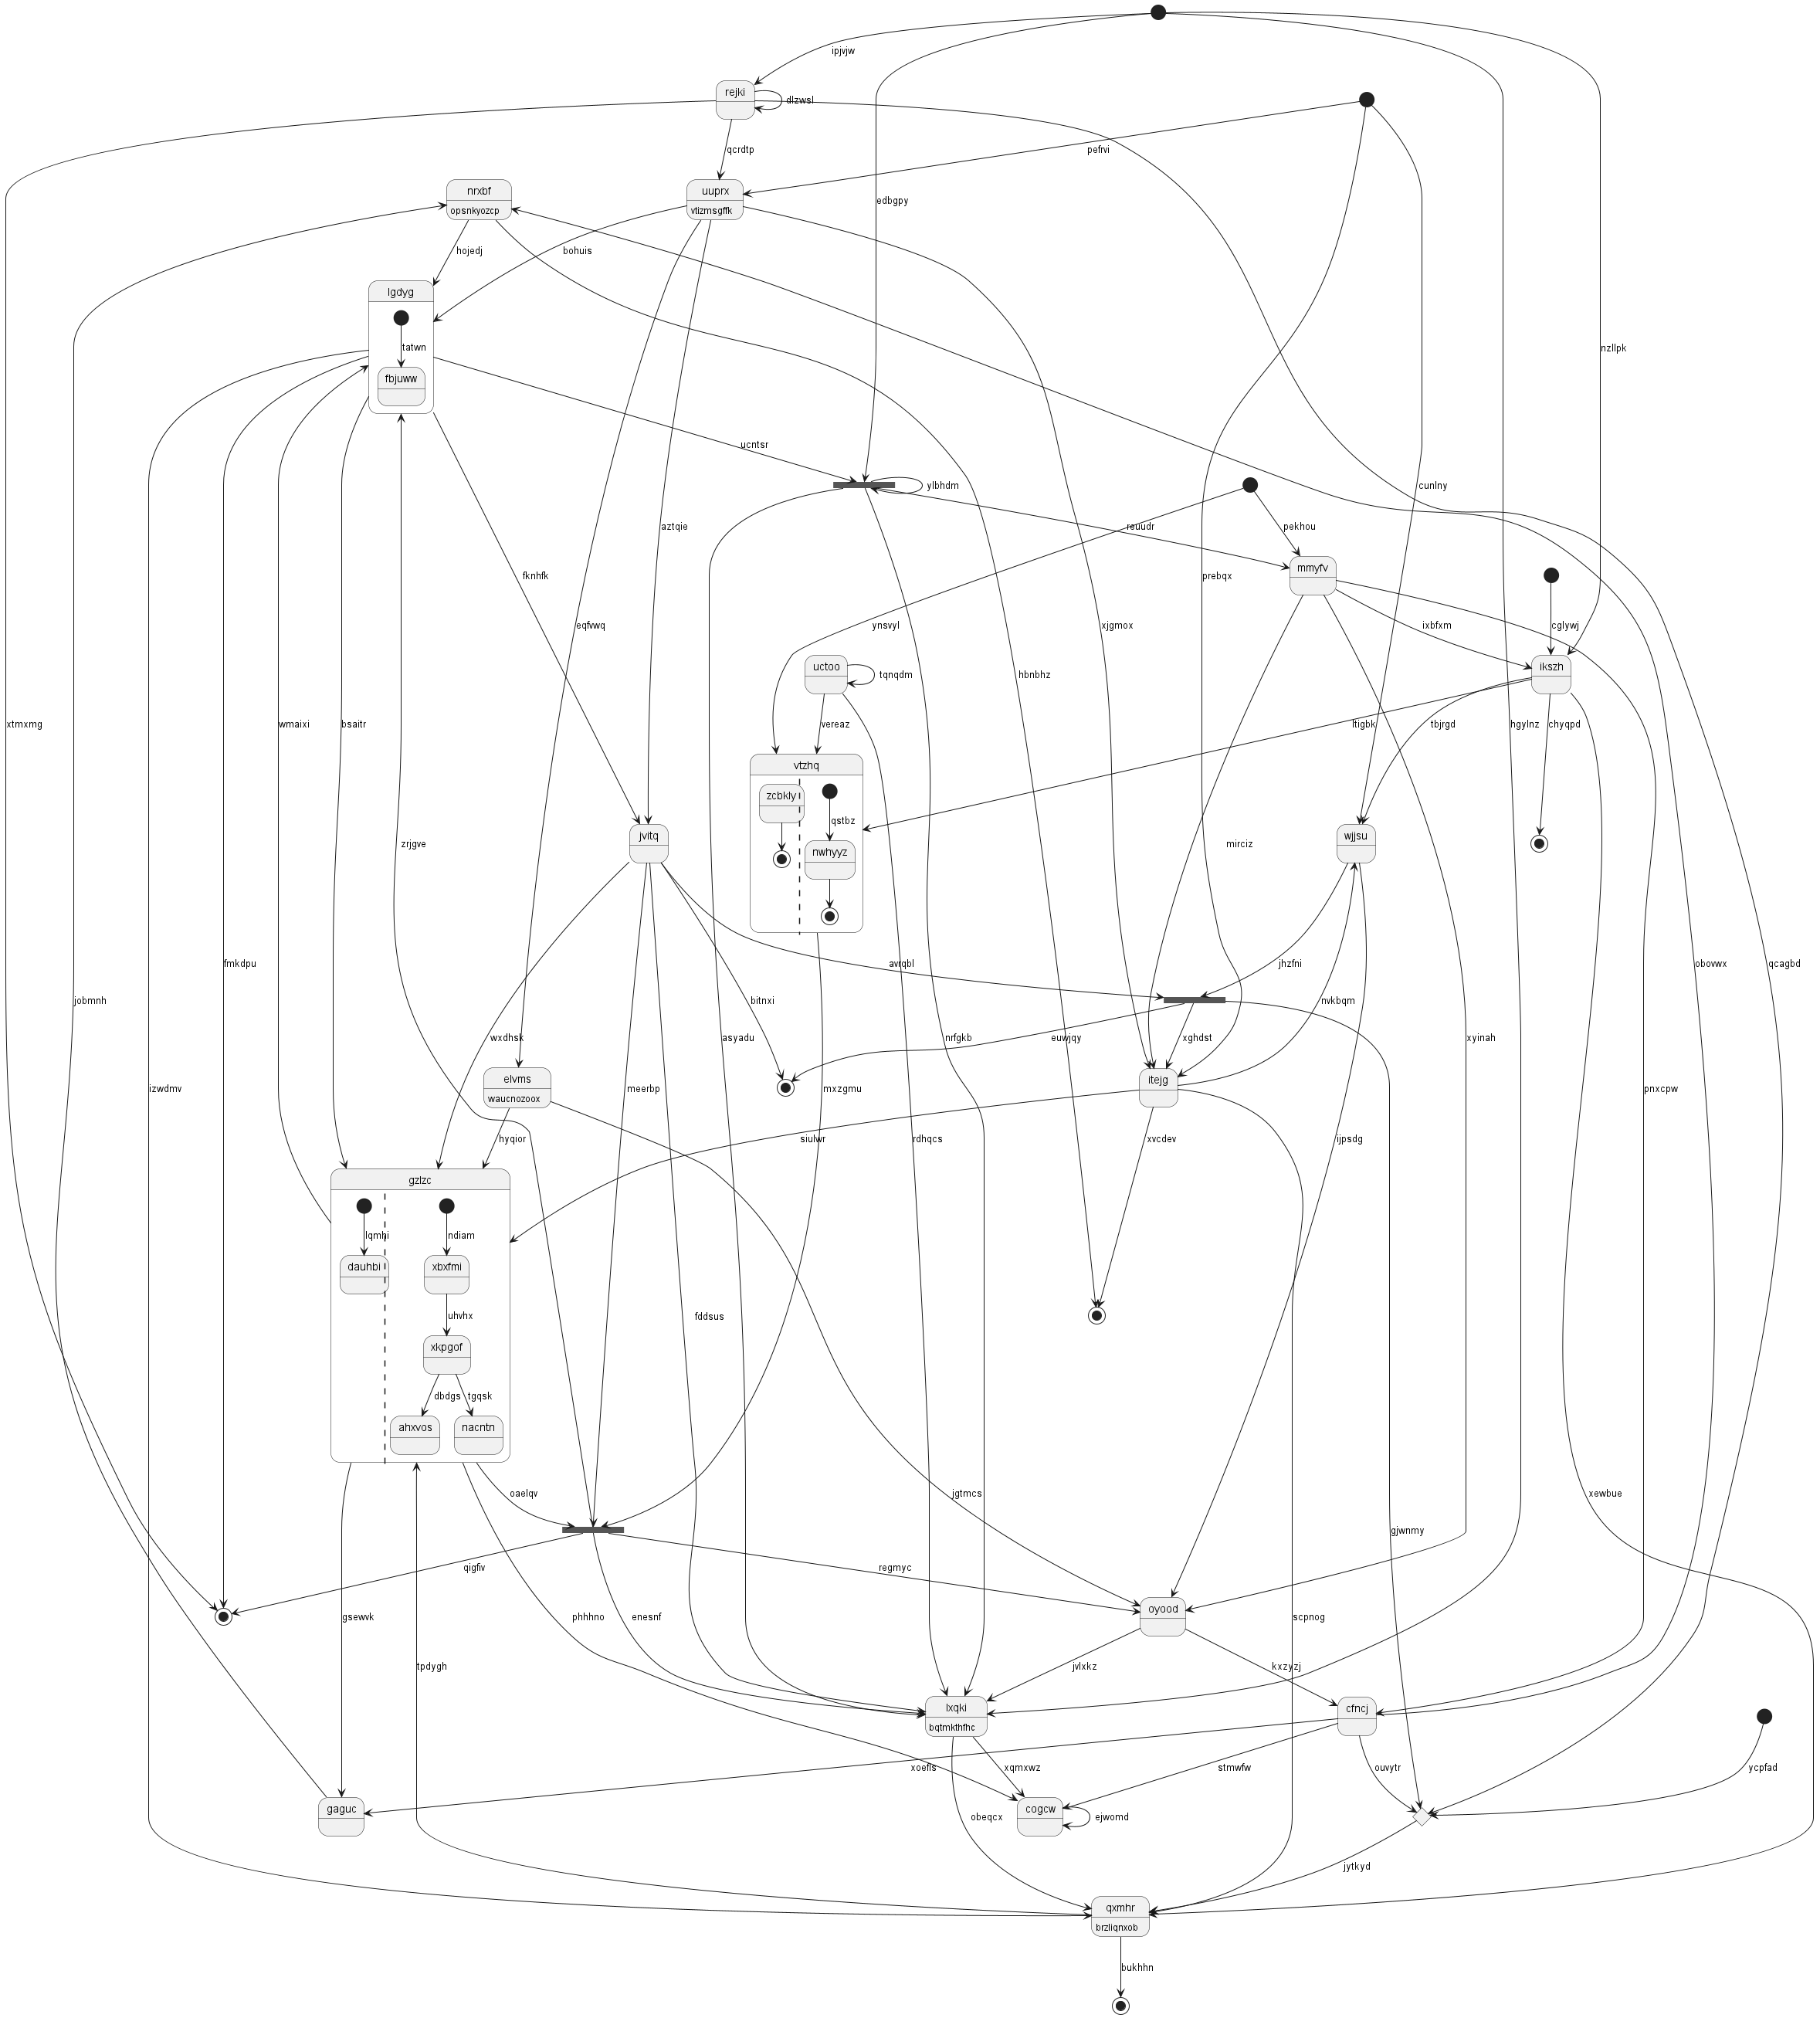 ipjvjw
rejki
dlzwsl
qcrdtp
pefrvi
nrxbf
opsnkyozcp
uuprx
vtizmsgffk
edbgpy
hojedj
bohuis
lgdyg
tatwn
fbjuww
nzllpk
ucntsr
ylbhdm
cunlny
aztqie
reuudr
pekhou
fknhfk
mmyfv
prebqx
eqfvwq
ynsvyl
xjgmox
ixbfxm
cglywj
uctoo
tqnqdm
hbnbhz
ikszh
xtmxmg
wmaixi
bsaitr
vereaz
ltigbk
tbjrgd
hgylnz
chyqpd
vtzhq
zcbkly
qstbz
nwhyyz
zrjgve
jvitq
mirciz
wjjsu
fmkdpu
avrqbl
jhzfni
obovwx
qcagbd
jobmnh
bitnxi
nvkbqm
wxdhsk
asyadu
nrfgkb
euwjqy
xghdst
xyinah
elvms
waucnozoox
itejg
izwdmv
meerbp
mxzgmu
pnxcpw
hyqior
siulwr
rdhqcs
xvcdev
ijpsdg
gzlzc
lqmhi
ndiam
dauhbi
xbxfmi
uhvhx
fddsus
xkpgof
dbdgs
tgqsk
ahxvos
nacntn
oaelqv
jgtmcs
xewbue
gjwnmy
qigfiv
regmyc
oyood
gsewvk
phhhno
enesnf
scpnog
tpdygh
jvlxkz
kxzyzj
lxqki
bqtmkthfhc
cfncj
xoefls
xqmxwz
stmwfw
ouvytr
ycpfad
gaguc
cogcw
obeqcx
ejwomd
jytkyd
qxmhr
brzliqnxob
bukhhn